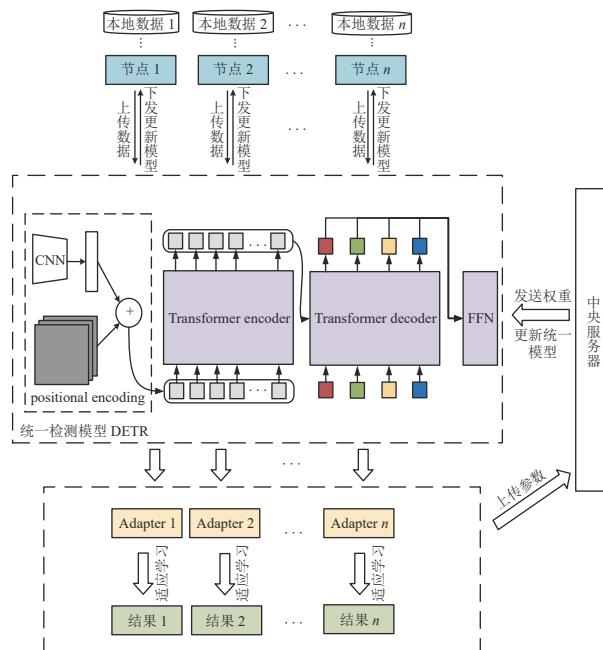 本地数据 1 本地数据 2 · · · 本地数据 n
节点 1 节点 2 · · · 节点 n
上传数据 下发更新模型 上传数据 下发更新模型 · · · 上传数据 下发更新模型
CNN
+
positional encoding
Transformer encoder
Transformer decoder
FFN
统一检测模型 DETR
发送权重
更新统一
模型
中央服务器
上传参数
· · ·
Adapter 1 Adapter 2 · · · Adapter n
适应学习 适应学习 适应学习
结果 1 结果 2 · · · 结果 n